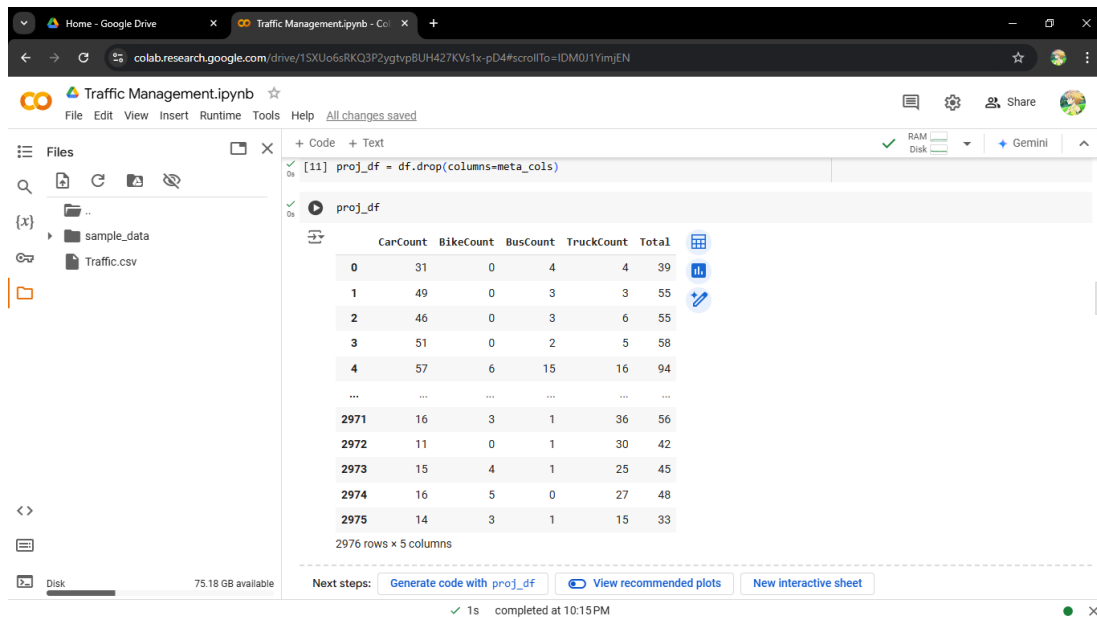 Home - Google Drive
Traffic Management.ipynb - Co
colab.research.google.com/drive/1SXUo6sRKQ3P2ygtvpBUH427KVs1x-pD4#scrollTo=IDM0J1YimjEN
CO
Traffic Management.ipynb
File Edit View Insert Runtime Tools Help All changes saved
Share
Files
+ Code + Text
RAM
Disk
Gemini
[11] proj_df = df.drop(columns=meta_cols)
0s
..
sample_data
Traffic.csv
{x}
0s
proj_df
CarCount BikeCount BusCount TruckCount Total
0 31 0 4 4 39
1 49 0 3 3 55
2 46 0 3 6 55
3 51 0 2 5 58
4 57 6 15 16 94
... ... ... ... ... ...
2971 16 3 1 36 56
2972 11 0 1 30 42
2973 15 4 1 25 45
2974 16 5 0 27 48
2975 14 3 1 15 33
2976 rows × 5 columns
Disk 75.18 GB available
Next steps: Generate code with proj_df View recommended plots New interactive sheet
1s completed at 10:15 PM